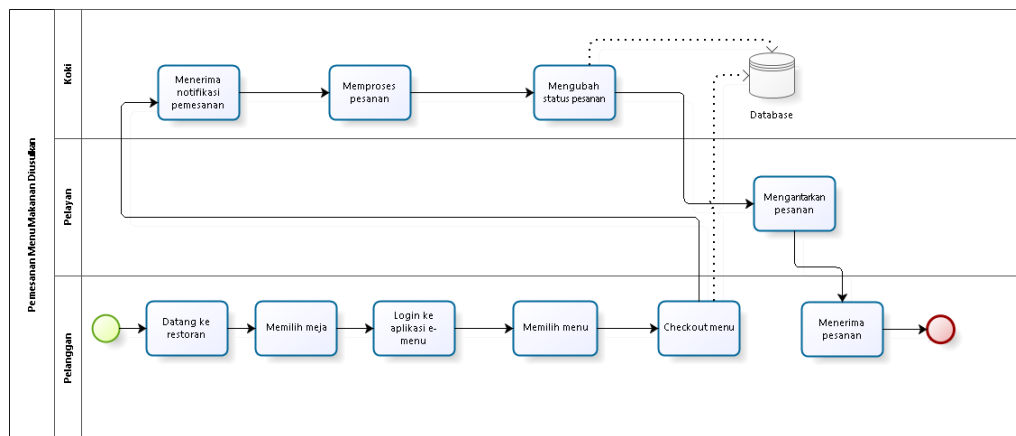 Pemesanan Menu Makanan Diusulkan
Koki
Menerima
notifikasi
pemesanan
Memproses
pesanan
Mengubah
status pesanan
Database
Pelayan
Mengantarkan
pesanan
Pelanggan
Datang ke
restoran
Memilih meja
Login ke
aplikasi e-
menu
Memilih menu
Checkout menu
Menerima
pesanan